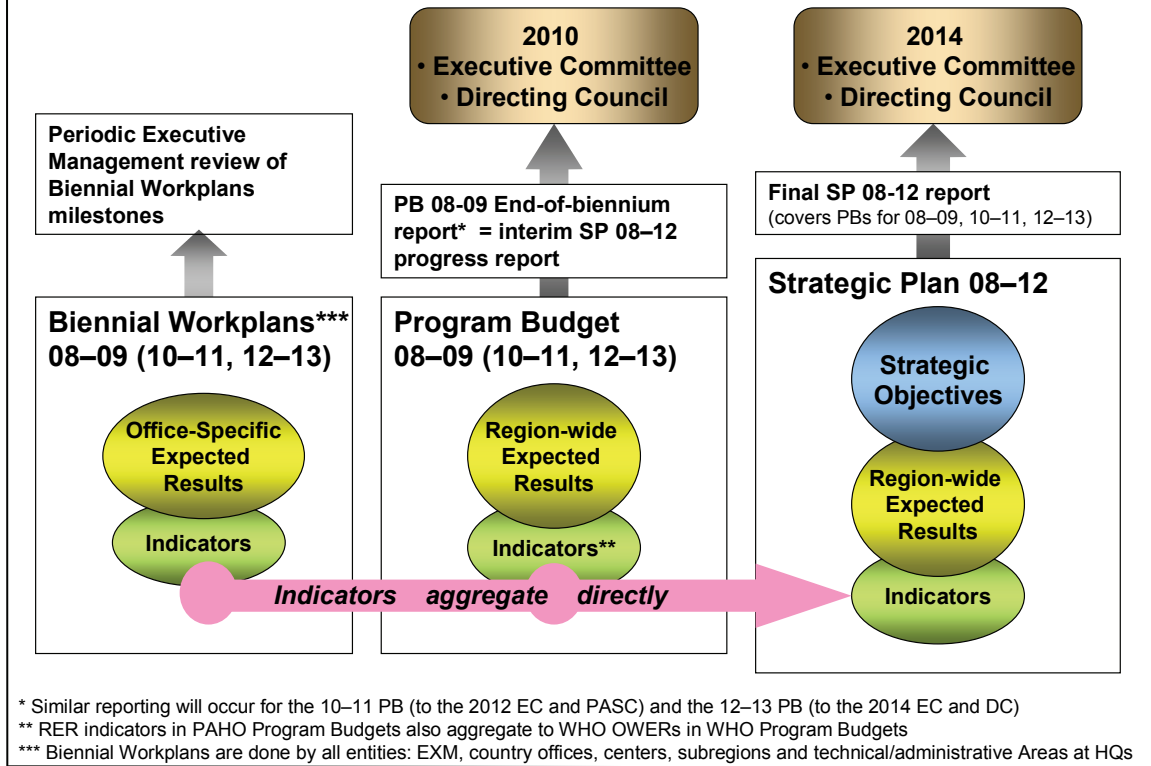 2010
• Executive Committee
• Directing Council
2014
• Executive Committee
• Directing Council
Periodic Executive
Management review of
Biennial Workplans
milestones
PB 08-09 End-of-biennium
report* = interim SP 08–12
progress report
Final SP 08-12 report
(covers PBs for 08–09, 10–11, 12–13)
Biennial Workplans***
08–09 (10–11, 12–13)
Office-Specific
Expected
Results
Indicators
Program Budget
08–09 (10–11, 12–13)
Region-wide
Expected
Results
Indicators**
Strategic Plan 08–12
Strategic
Objectives
Region-wide
Expected
Results
Indicators
Indicators aggregate directly
* Similar reporting will occur for the 10–11 PB (to the 2012 EC and PASC) and the 12–13 PB (to the 2014 EC and DC)
** RER indicators in PAHO Program Budgets also aggregate to WHO OWERs in WHO Program Budgets
*** Biennial Workplans are done by all entities: EXM, country offices, centers, subregions and technical/administrative Areas at HQs